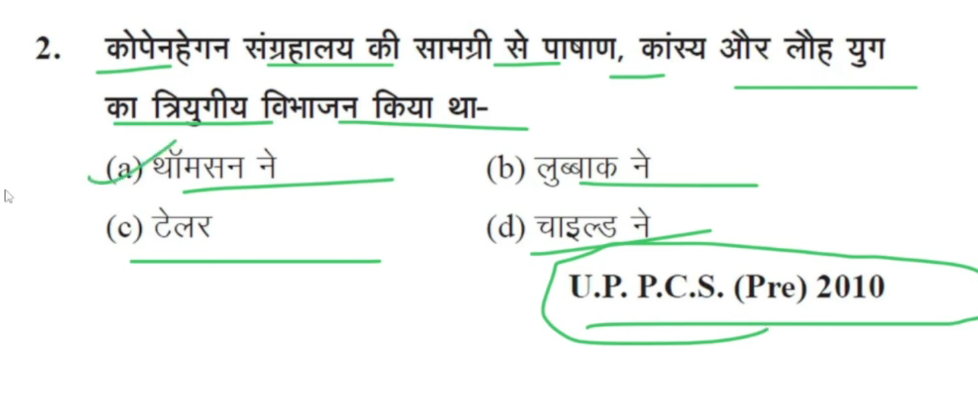 2. कोपेनहेगन संग्रहालय की सामग्री से पाषाण, कांस्य और लौह युग
का त्रियुगीय विभाजन किया था-
(a) थॉमसन ने (b) लुब्बाक ने
(c) टेलर (d) चाइल्ड ने
U.P. P.C.S. (Pre) 2010